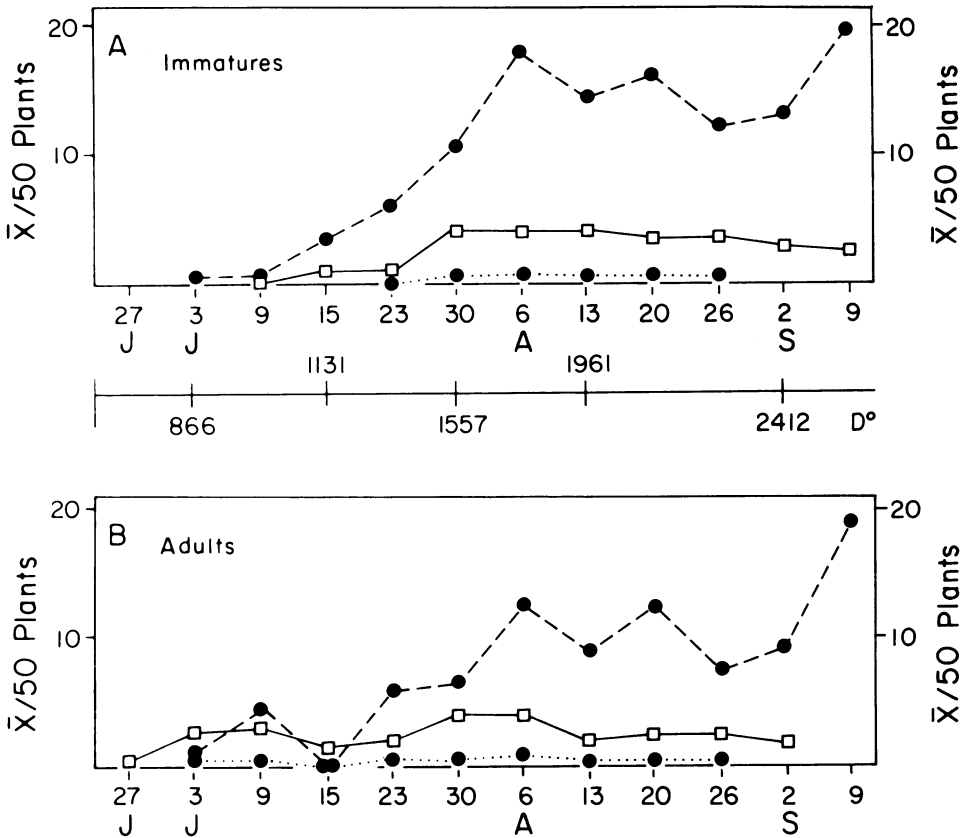 20 20
A
Immatures
X̄/50 Plants X̄/50 Plants
10 10
27 3 9 15 23 30 6 13 20 26 2 9
J J A S
1131 1961
866 1557 2412 D°
20 20
B
Adults
X̄/50 Plants X̄/50 Plants
10 10
27 3 9 15 23 30 6 13 20 26 2 9
J J A S